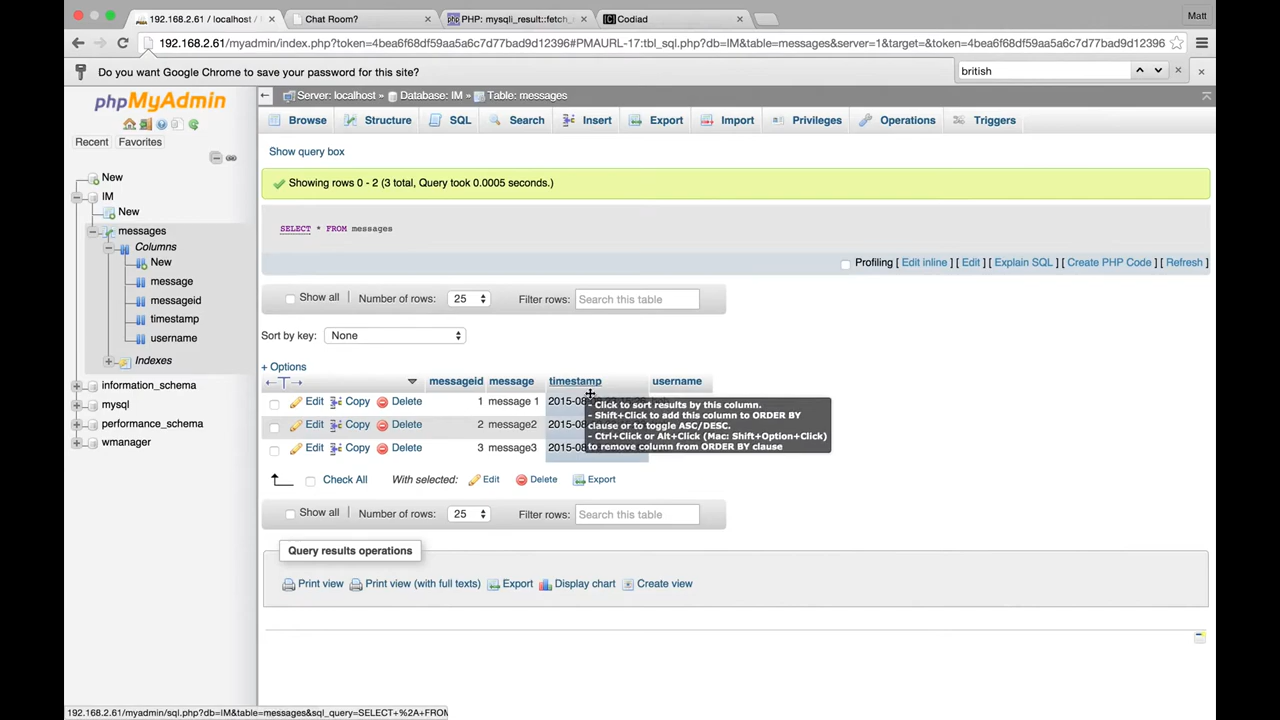 192.168.2.61 / localhost /
Chat Room?
PHP: mysqli_result::fetch_
Codiad
Matt
192.168.2.61/myadmin/index.php?token=4bea6f68df59aa5a6c7d77bad9d12396#PMAURL-17:tbl_sql.php?db=IM&table=messages&server=1&target=&token=4bea6f68df59aa5a6c7d77bad9d12396
Do you want Google Chrome to save your password for this site?
british
phpMyAdmin
Recent
Favorites
New
IM
New
messages
Columns
New
message
messageid
timestamp
username
Indexes
information_schema
mysql
performance_schema
wmanager
Server: localhost » Database: IM » Table: messages
Browse Structure SQL Search Insert Export Import Privileges Operations Triggers
Show query box
Showing rows 0 - 2 (3 total, Query took 0.0005 seconds.)
SELECT * FROM messages
Profiling [ Edit inline ] [ Edit ] [ Explain SQL ] [ Create PHP Code ] [ Refresh ]
Show all | Number of rows: 25 Filter rows: Search this table
Sort by key: None
+ Options
←T→ messageid message timestamp username
Edit Copy Delete 1 message 1 2015-08
Edit Copy Delete 2 message2 2015-08
Edit Copy Delete 3 message3 2015-08
- Click to sort results by this column.
- Shift+Click to add this column to ORDER BY
clause or to toggle ASC/DESC.
- Ctrl+Click or Alt+Click (Mac: Shift+Option+Click)
to remove column from ORDER BY clause
Check All With selected: Edit Delete Export
Show all | Number of rows: 25 Filter rows: Search this table
Query results operations
Print view Print view (with full texts) Export Display chart Create view
192.168.2.61/myadmin/sql.php?db=IM&table=messages&sql_query=SELECT+%2A+FROM